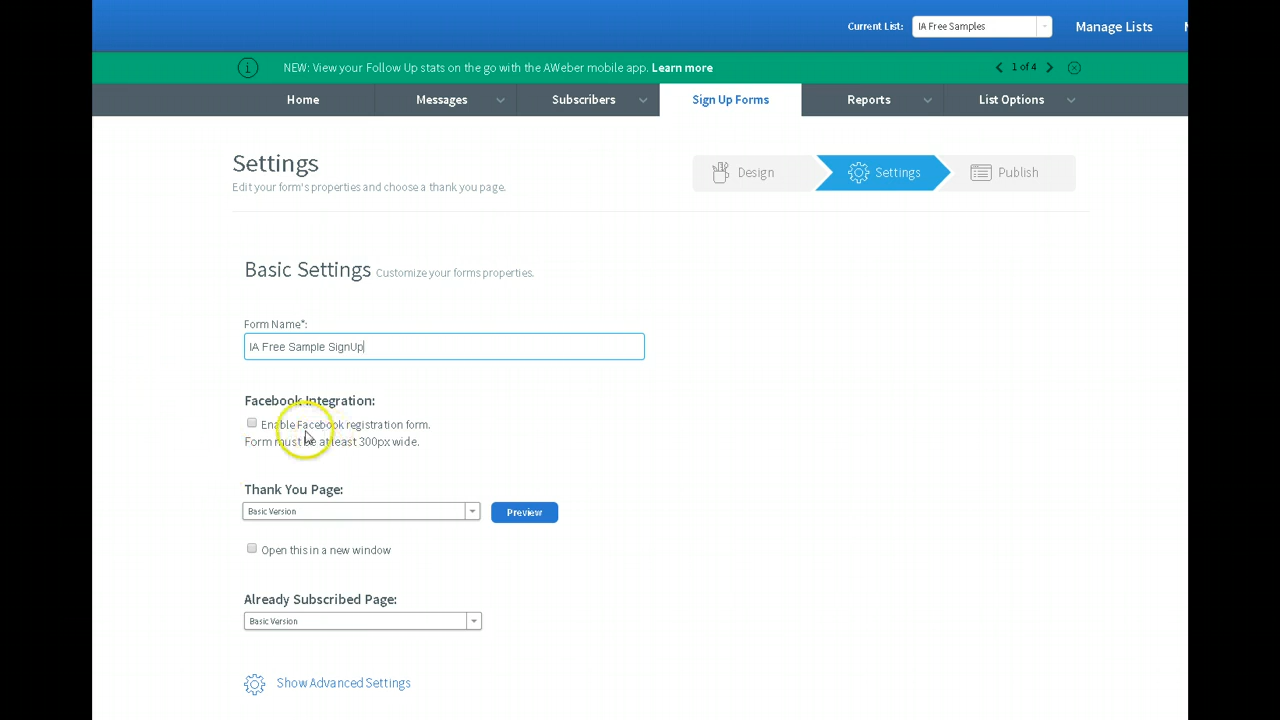 Current List: IA Free Samples Manage Lists
NEW: View your Follow Up stats on the go with the AWeber mobile app. Learn more 1 of 4
Home Messages Subscribers Sign Up Forms Reports List Options
Settings
Edit your form's properties and choose a thank you page.
Design Settings Publish
Basic Settings Customize your forms properties.
Form Name*:
IA Free Sample SignUp
Facebook Integration:
Enable Facebook registration form.
Form must be at least 300px wide.
Thank You Page:
Basic Version Preview
Open this in a new window
Already Subscribed Page:
Basic Version
Show Advanced Settings